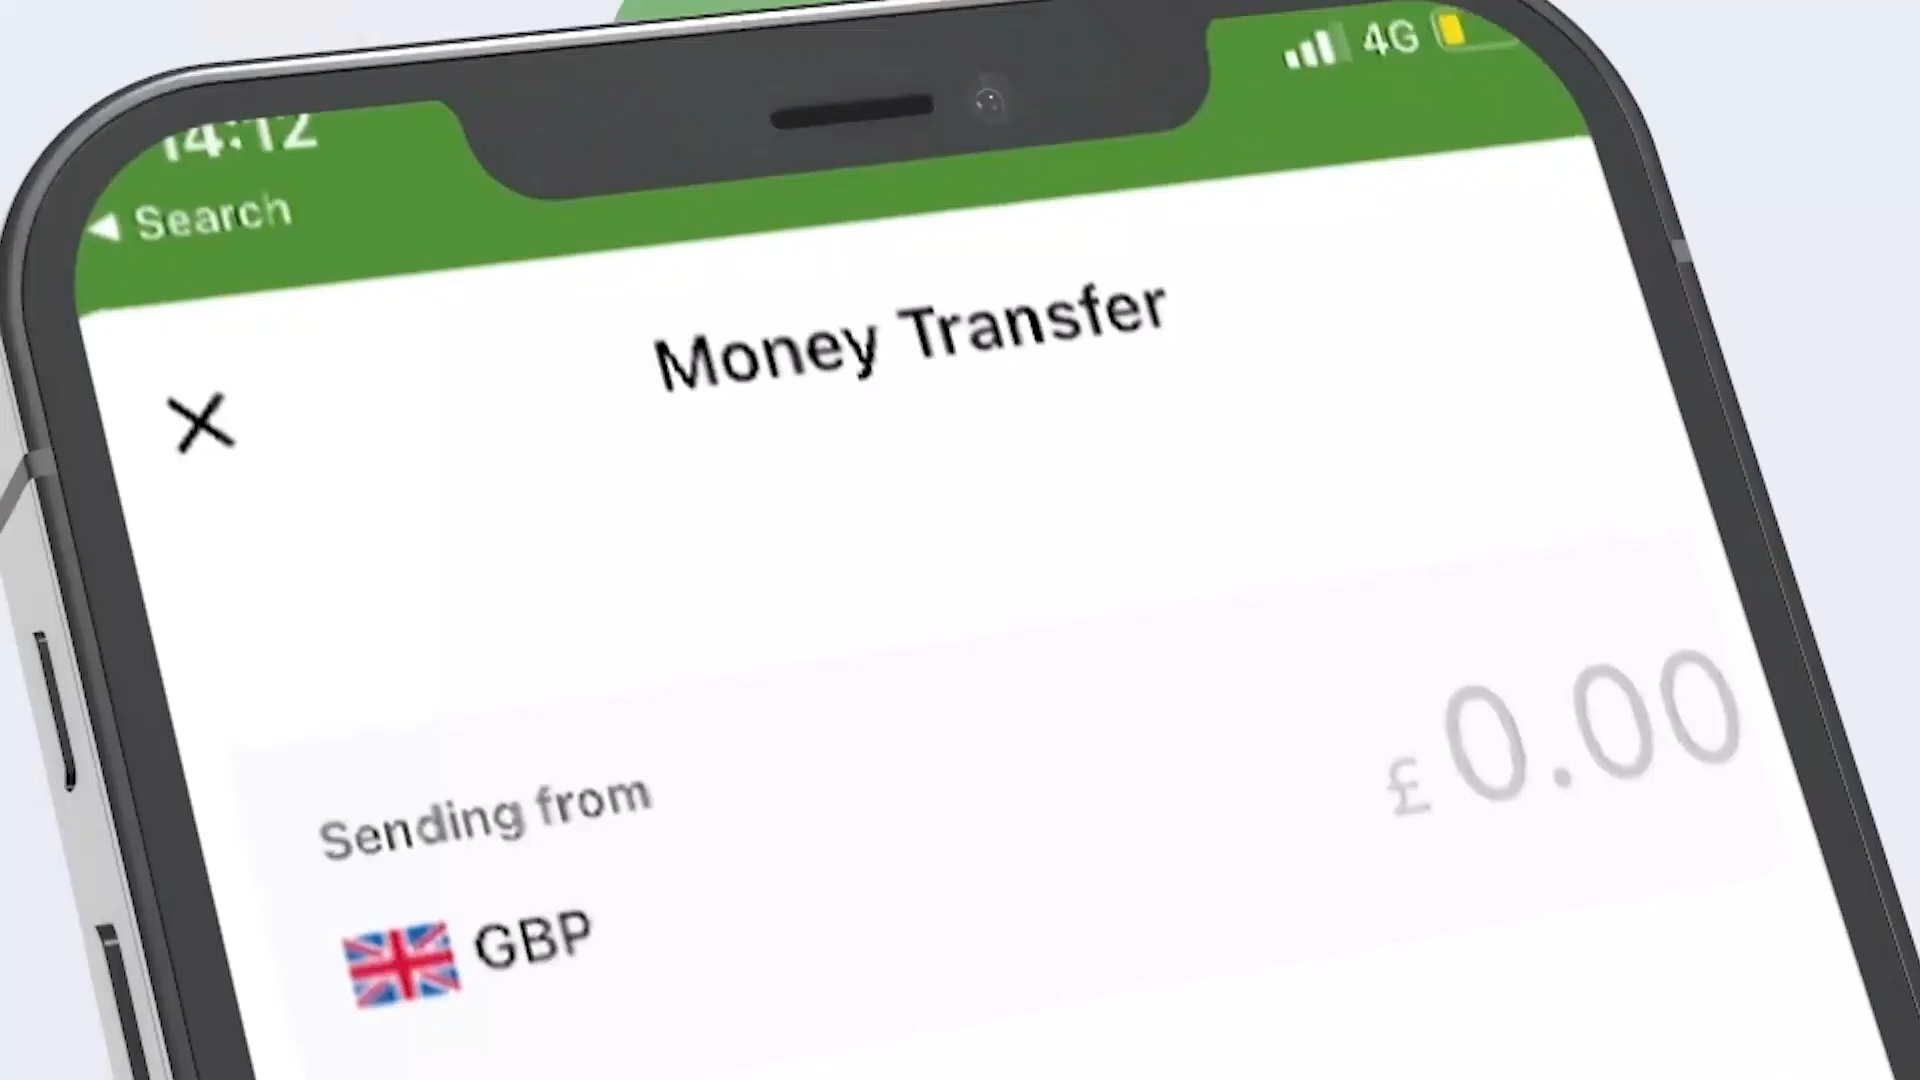 14:12
4G
Search
Money Transfer
£0.00
Sending from
GBP